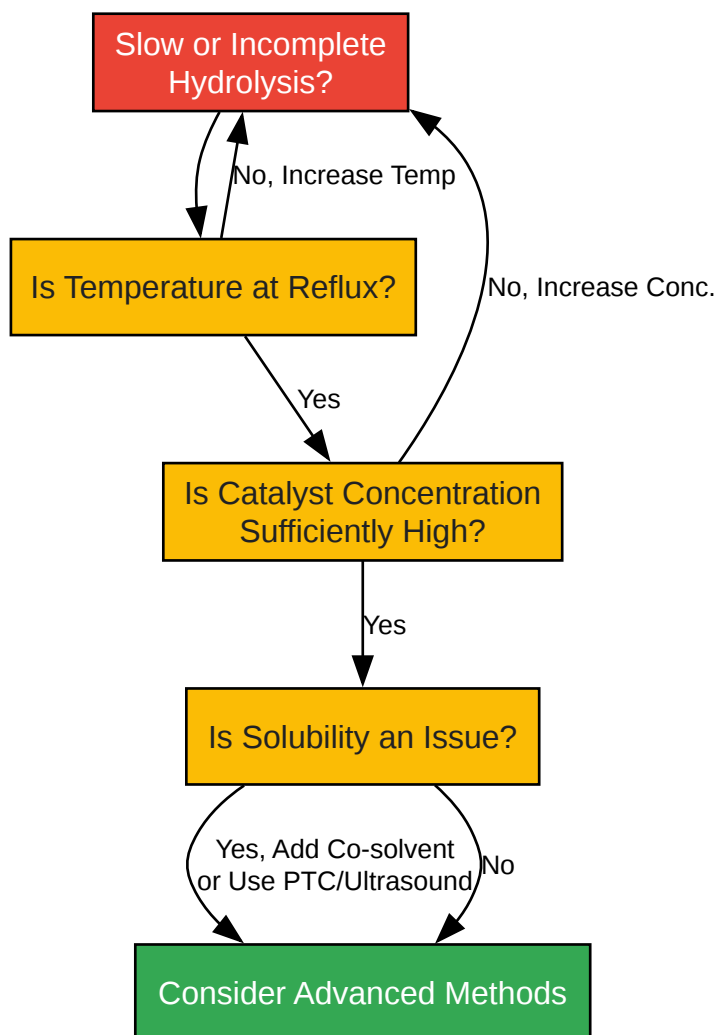 Slow or Incomplete
Hydrolysis?
No, Increase Temp
Is Temperature at Reflux?
No, Increase Conc.
Yes
Is Catalyst Concentration
Sufficiently High?
Yes
Is Solubility an Issue?
Yes, Add Co-solvent
or Use PTC/Ultrasound
No
Consider Advanced Methods